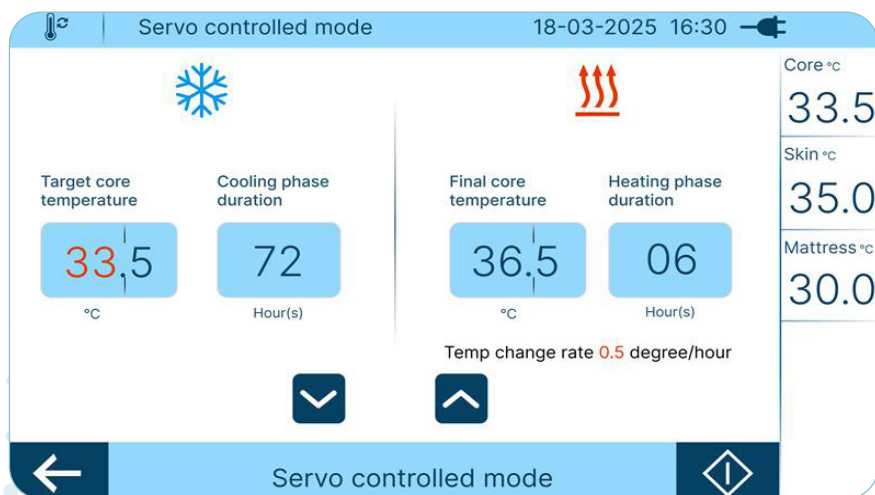 Servo controlled mode 18-03-2025 16:30
Core °C
33.5
Skin °C
35.0
Mattress °C
30.0
Target core temperature
Cooling phase duration
Final core temperature
Heating phase duration
33.5
72
36.5
06
°C
Hour(s)
°C
Hour(s)
Temp change rate 0.5 degree/hour
Servo controlled mode